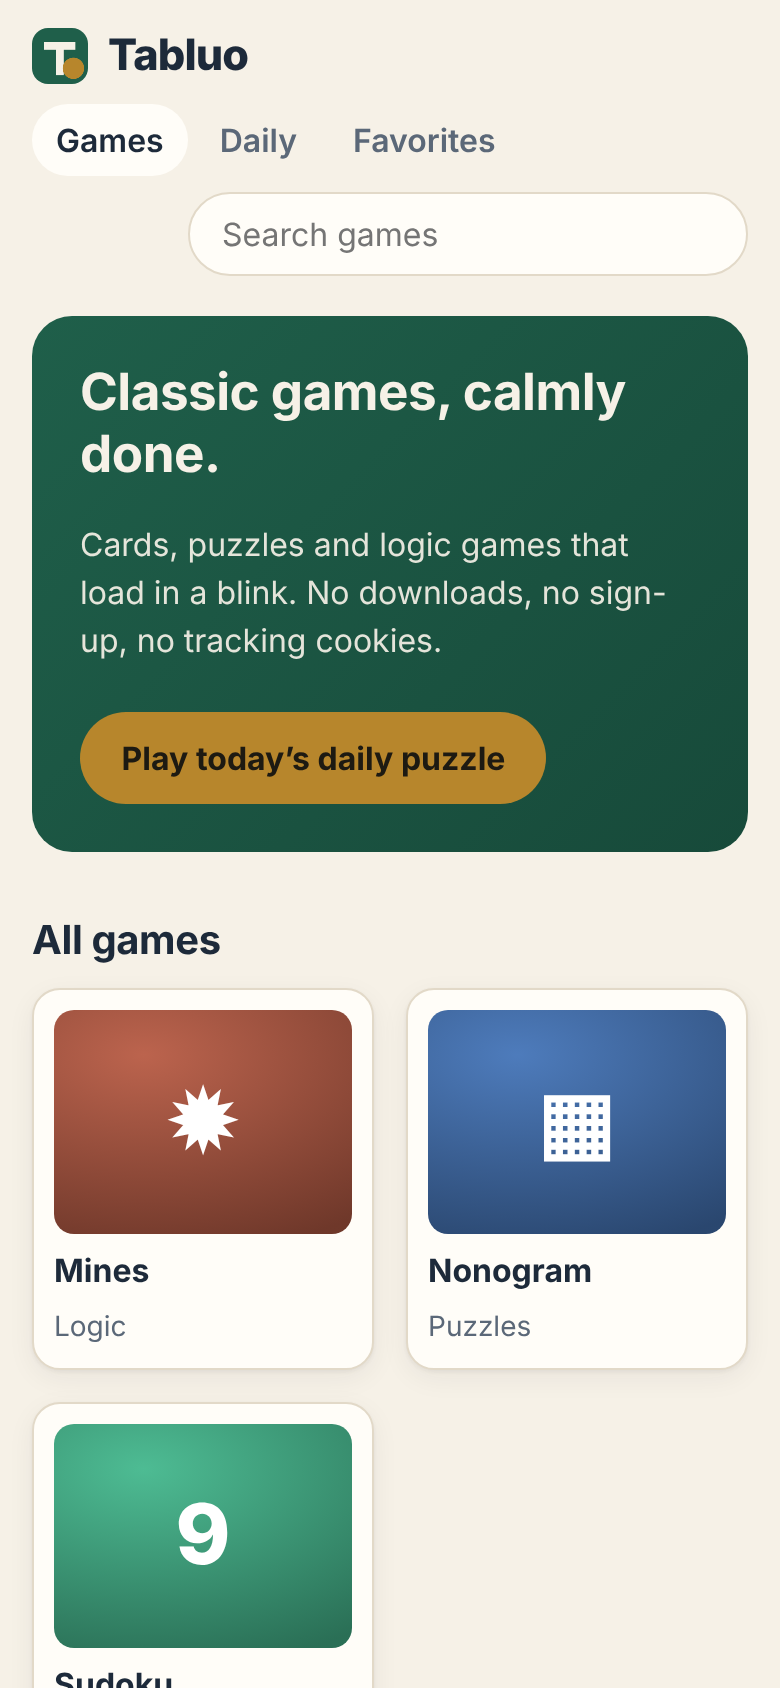 Tabluo
Games Daily Favorites
Search games
Classic games, calmly
done.
Cards, puzzles and logic games that
load in a blink. No downloads, no sign-
up, no tracking cookies.
Play today’s daily puzzle
All games
Mines
Logic
Nonogram
Puzzles
9
Sudoku